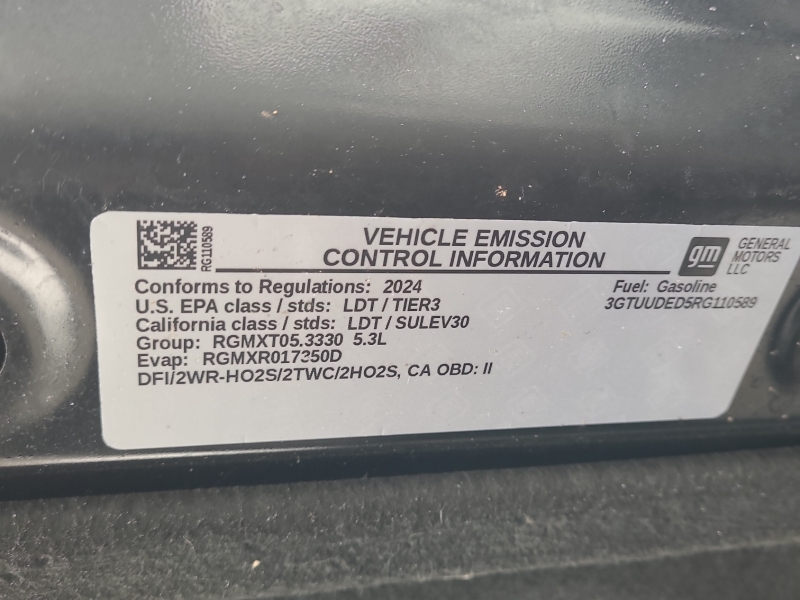 RG110589
VEHICLE EMISSION
CONTROL INFORMATION
gm
GENERAL
MOTORS
LLC
Conforms to Regulations: 2024
U.S. EPA class / stds: LDT / TIER3
California class / stds: LDT / SULEV30
Group: RGMXT05.3330 5.3L
Evap: RGMXR017350D
DFI/2WR-HO2S/2TWC/2HO2S, CA OBD: II
Fuel: Gasoline
3GTUUDED5RG110589